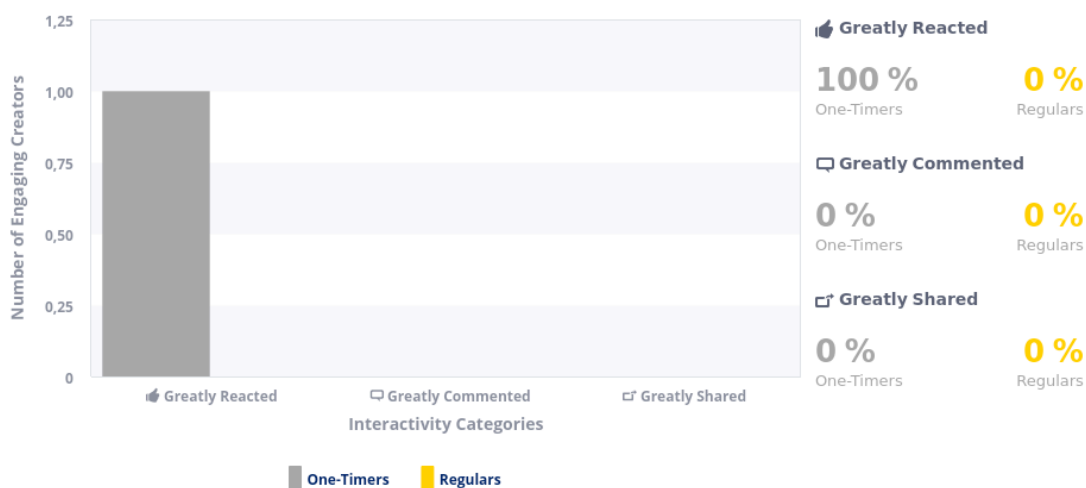 1,25
1,00
0,75
0,50
0,25
0
Number of Engaging Creators
Greatly Reacted
Greatly Commented
Greatly Shared
Interactivity Categories
One-Timers
Regulars
Greatly Reacted
100 %
0 %
One-Timers
Regulars
Greatly Commented
0 %
0 %
One-Timers
Regulars
Greatly Shared
0 %
0 %
One-Timers
Regulars